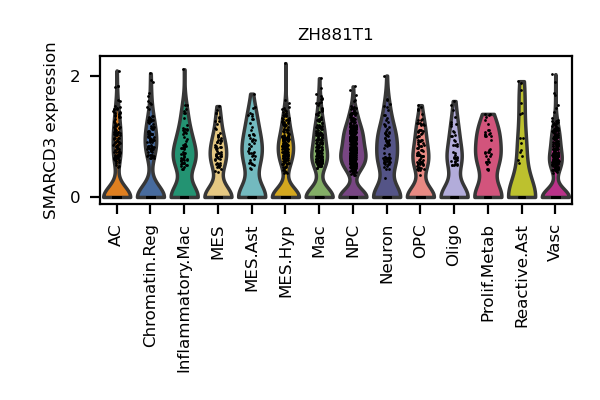 ZH881T1
SMARCD3 expression
2
0
AC
Chromatin.Reg
Inflammatory.Mac
MES
MES.Ast
MES.Hyp
Mac
NPC
Neuron
OPC
Oligo
Prolif.Metab
Reactive.Ast
Vasc